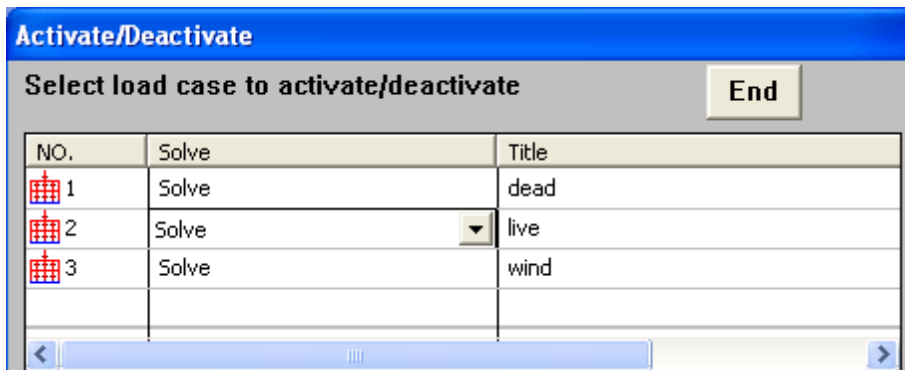 Activate/Deactivate
Select load case to activate/deactivate End
NO. Solve Title
1 Solve dead
2 Solve live
3 Solve wind